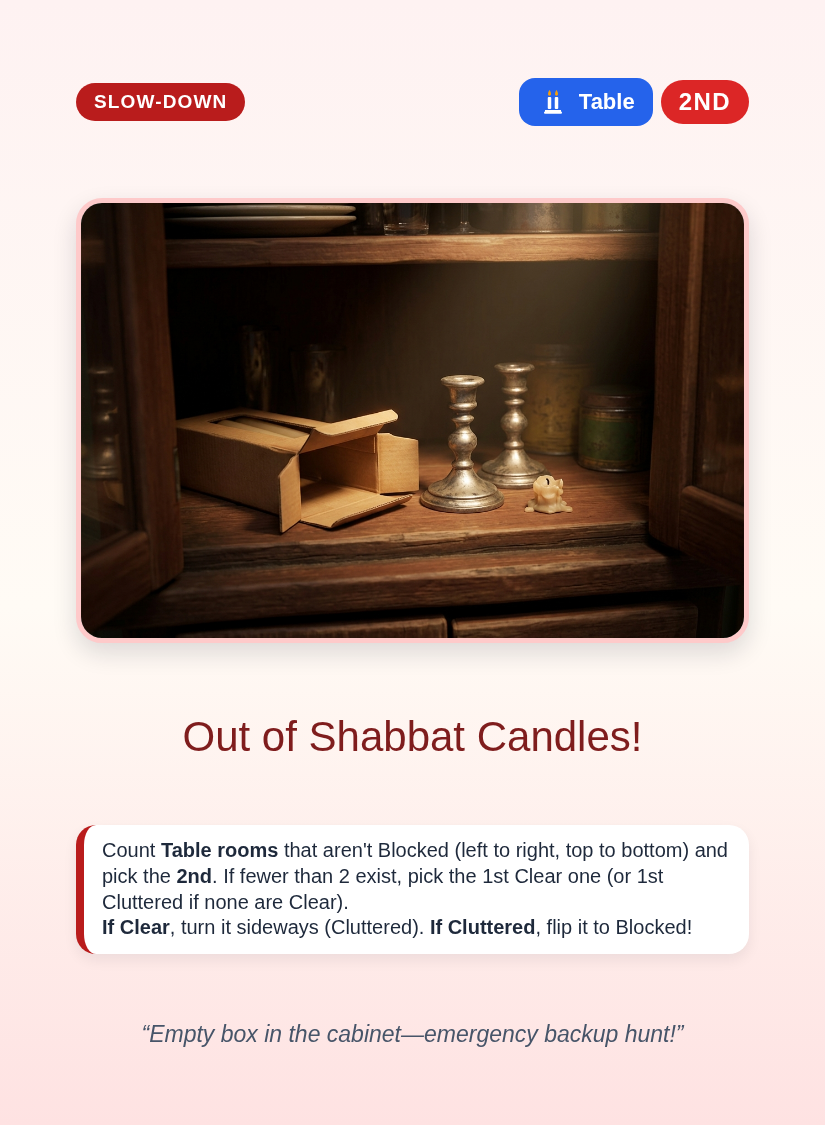 SLOW-DOWN
Table
2ND
Out of Shabbat Candles!
Count Table rooms that aren't Blocked (left to right, top to bottom) and
pick the 2nd. If fewer than 2 exist, pick the 1st Clear one (or 1st
Cluttered if none are Clear).
If Clear, turn it sideways (Cluttered). If Cluttered, flip it to Blocked!
“Empty box in the cabinet—emergency backup hunt!”